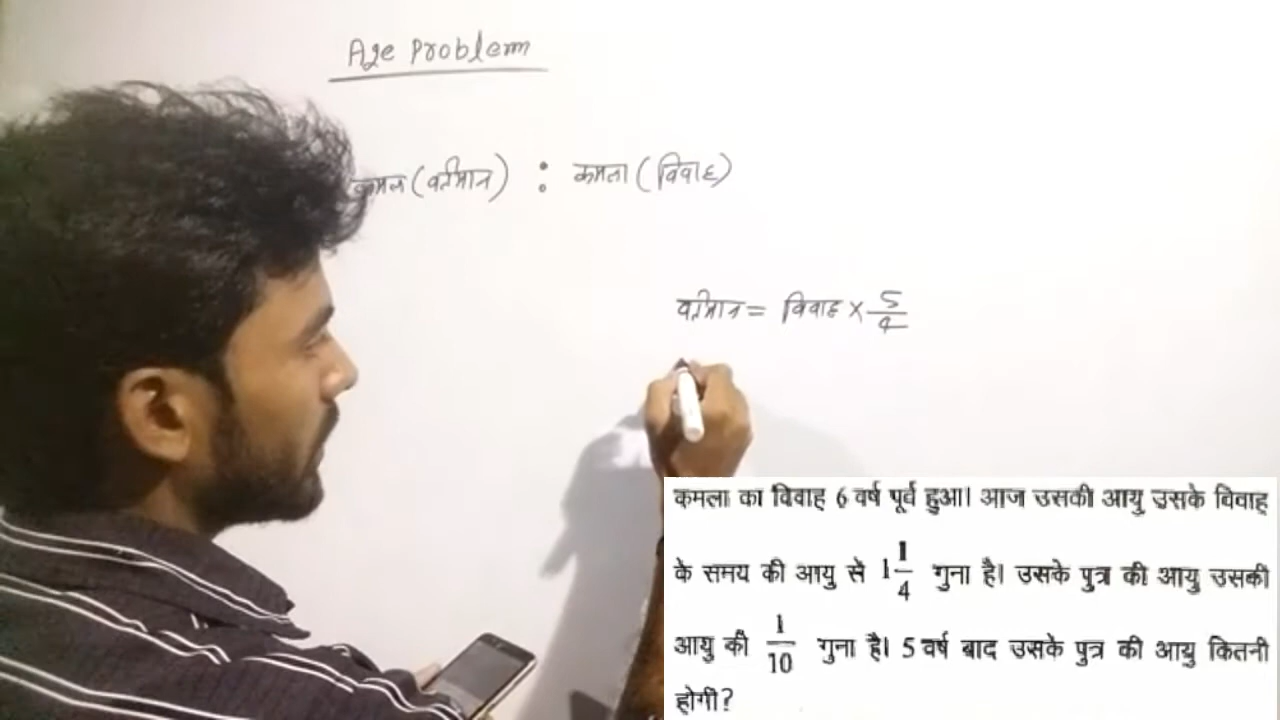 Age Problem
कमला (वर्तमान) : कमला (विवाह)
वर्तमान = विवाह × 5/4
कमला का विवाह 6 वर्ष पूर्व हुआ। आज उसकी आयु उसके विवाह
के समय की आयु से 1 1/4 गुना है। उसके पुत्र की आयु उसकी
आयु की 1/10 गुना है। 5 वर्ष बाद उसके पुत्र की आयु कितनी
होगी?